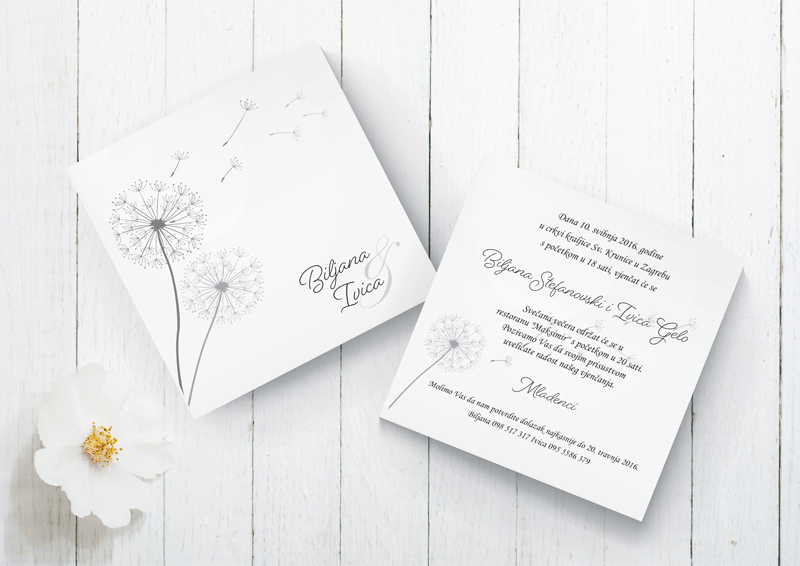 Biljana &
Ivica
Dana 10. svibnja 2016. godine
u crkvi kraljice Sv. Krunice u Zagrebu
s početkom u 18 sati, vjenčat će se
Biljana Stefanovski i Ivica Gelo
Svečana večera održat će se u
restoranu "Maksimir" s početkom u 20 sati.
Pozivamo Vas da svojim prisustvom
uveličate radost našeg vjenčanja.
Mladenci
Molimo Vas da nam potvrdite dolazak najkasnije do 20. travnja 2016.
Biljana 098 517 317 Ivica 095 5586 379